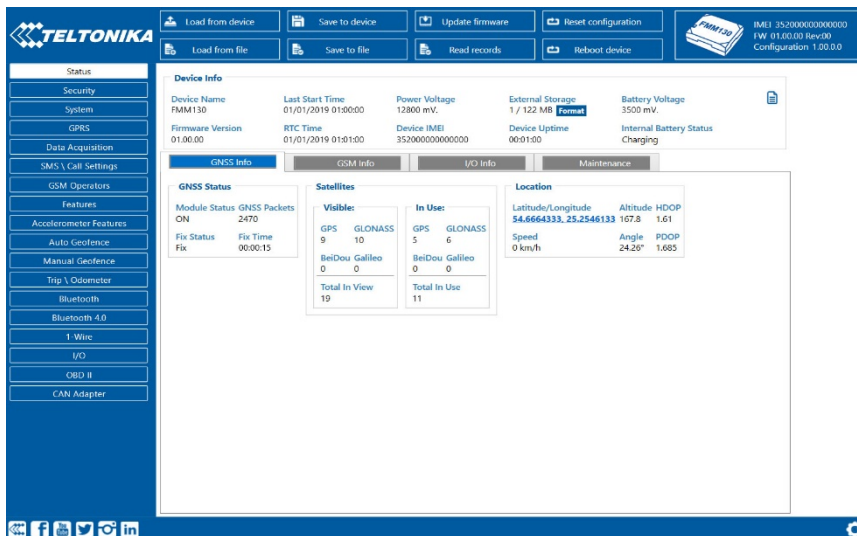 TELTONIKA
Load from device
Save to device
Update firmware
Reset configuration
Load from file
Save to file
Read records
Reboot device
FMM130
IMEI 352000000000000
FW 01.00.00 Rev:00
Configuration 1.00.0.0
Status
Security
System
GPRS
Data Acquisition
SMS \ Call Settings
GSM Operators
Features
Accelerometer Features
Auto Geofence
Manual Geofence
Trip \ Odometer
Bluetooth
Bluetooth 4.0
1-Wire
I/O
OBD II
CAN Adapter
Device Info
Device Name Last Start Time Power Voltage External Storage Battery Voltage
FMM130 01/01/2019 01:00:00 12800 mV. 1 / 122 MB Format 3500 mV.
Firmware Version RTC Time Device IMEI Device Uptime Internal Battery Status
01.00.00 01/01/2019 01:01:00 352000000000000 00:01:00 Charging
GNSS Info GSM Info I/O Info Maintenance
GNSS Status
Module Status GNSS Packets
ON 2470
Fix Status Fix Time
Fix 00:00:15
Satellites
Visible:
GPS GLONASS
9 10
BeiDou Galileo
0 0
Total In View
19
In Use:
GPS GLONASS
5 6
BeiDou Galileo
0 0
Total In Use
11
Location
Latitude/Longitude Altitude HDOP
54.6664333, 25.2546133 167.8 1.61
Speed Angle PDOP
0 km/h 24.26° 1.685